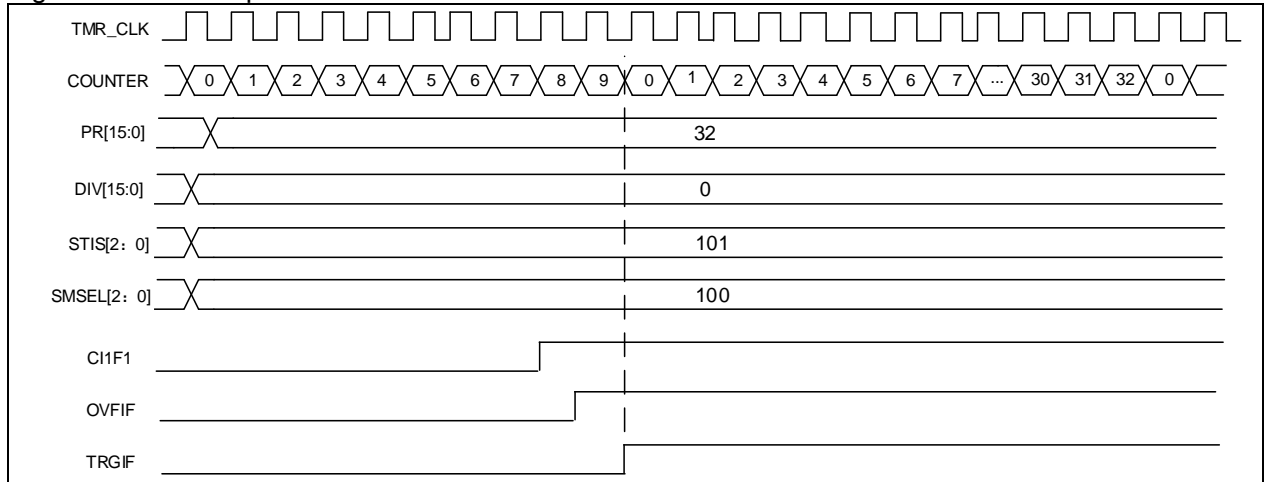 TMR_CLK
COUNTER 0 1 2 3 4 5 6 7 8 9 0 1 2 3 4 5 6 7 ... 30 31 32 0
PR[15:0] 32
DIV[15:0] 0
STIS[2：0] 101
SMSEL[2：0] 100
CI1F1
OVFIF
TRGIF